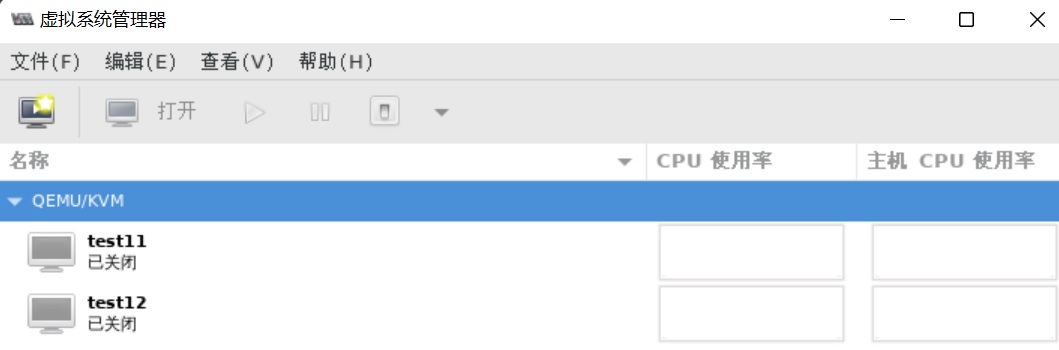 虚拟系统管理器
文件(F) 编辑(E) 查看(V) 帮助(H)
打开
名称 CPU 使用率 主机 CPU 使用率
QEMU/KVM
test11
已关闭
test12
已关闭